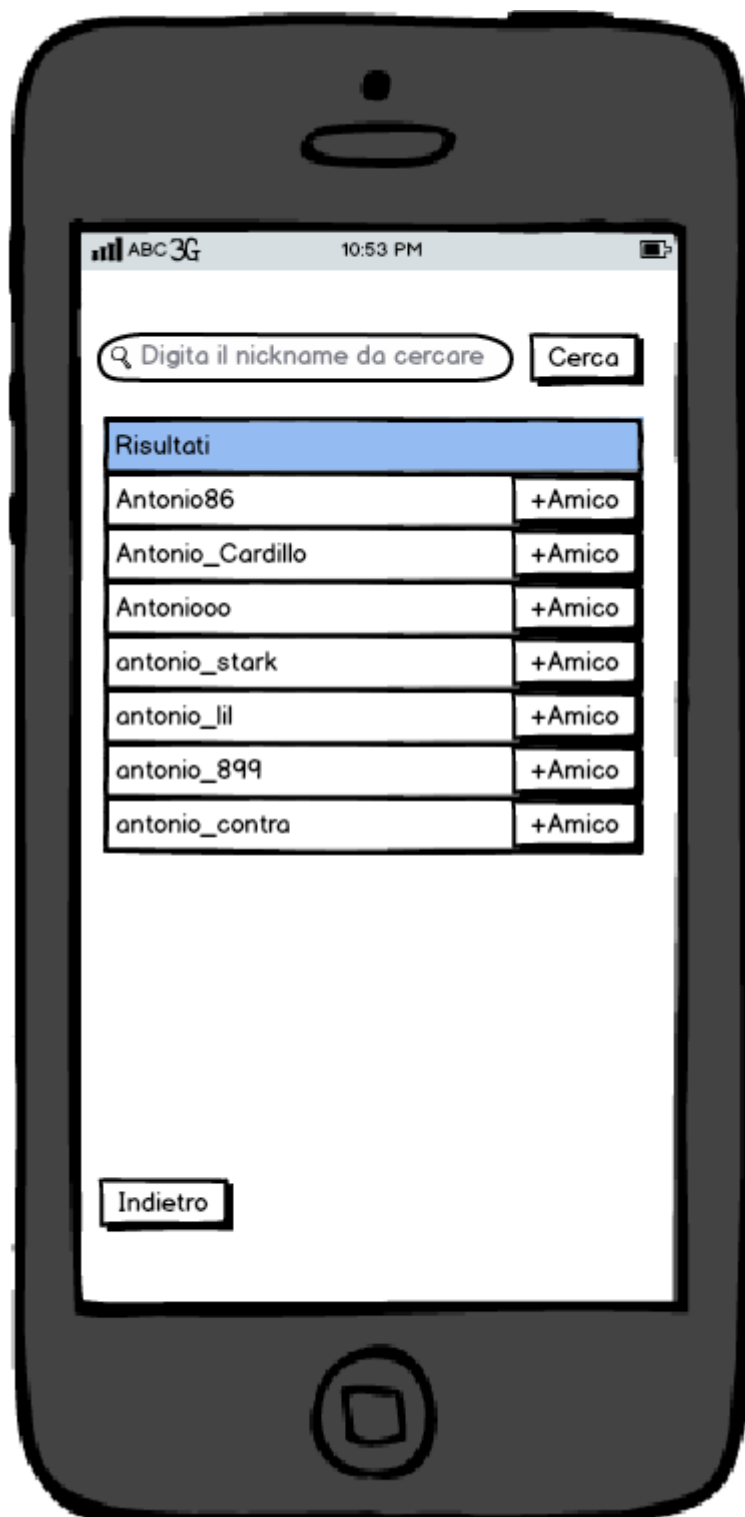 ABC 3G 10:53 PM
Digita il nickname da cercare Cerca
Risultati
Antonio86 +Amico
Antonio_Cardillo +Amico
Antoniooo +Amico
antonio_stark +Amico
antonio_lil +Amico
antonio_899 +Amico
antonio_contra +Amico
Indietro